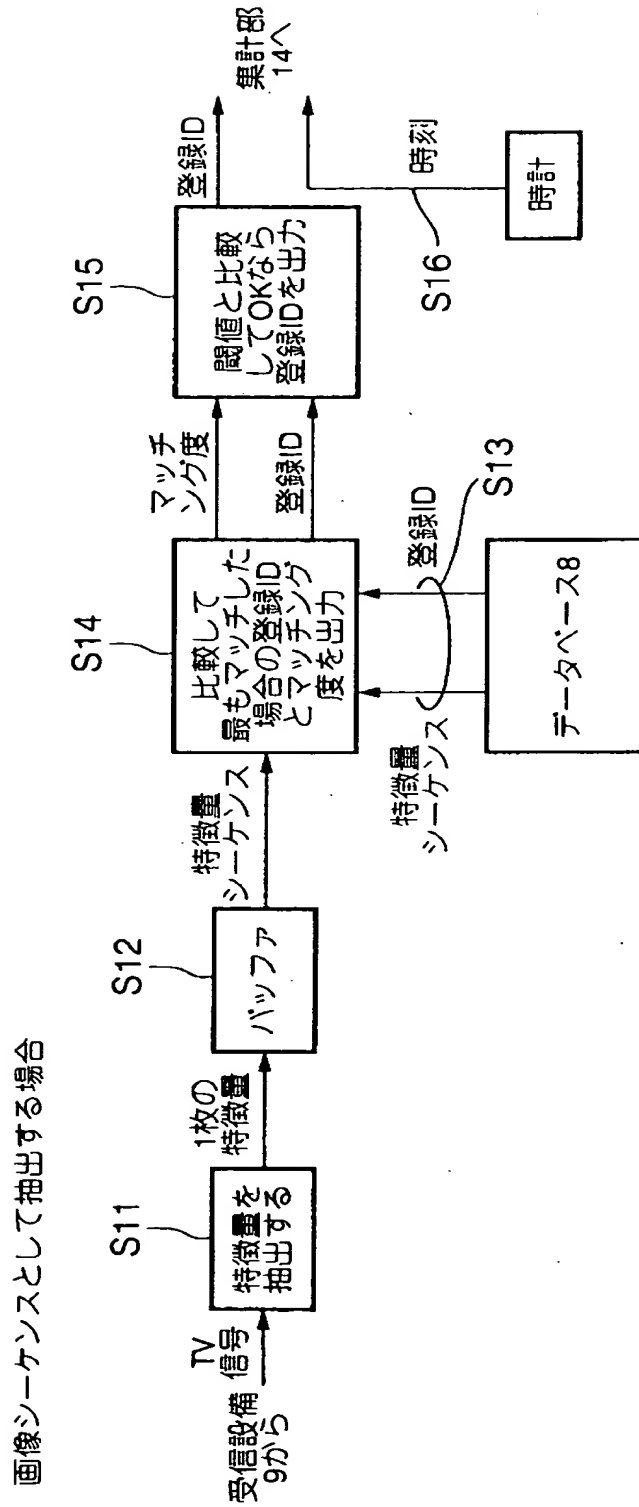 画像シーケンスとして抽出する場合
受信設備
9から
TV
信号
S11
特徴量を
抽出する
1枚の
特徴量
S12
バッファ
特徴量
シーケンス
S14
比較して
最もマッチした
場合の登録ID
とマッチング
度を出力
特徴量
シーケンス
登録ID
S13
データベース8
マッチ
ング度
登録ID
S15
閾値と比較
してOKなら
登録IDを出力
登録ID
集計部
14へ
時刻
S16
時計